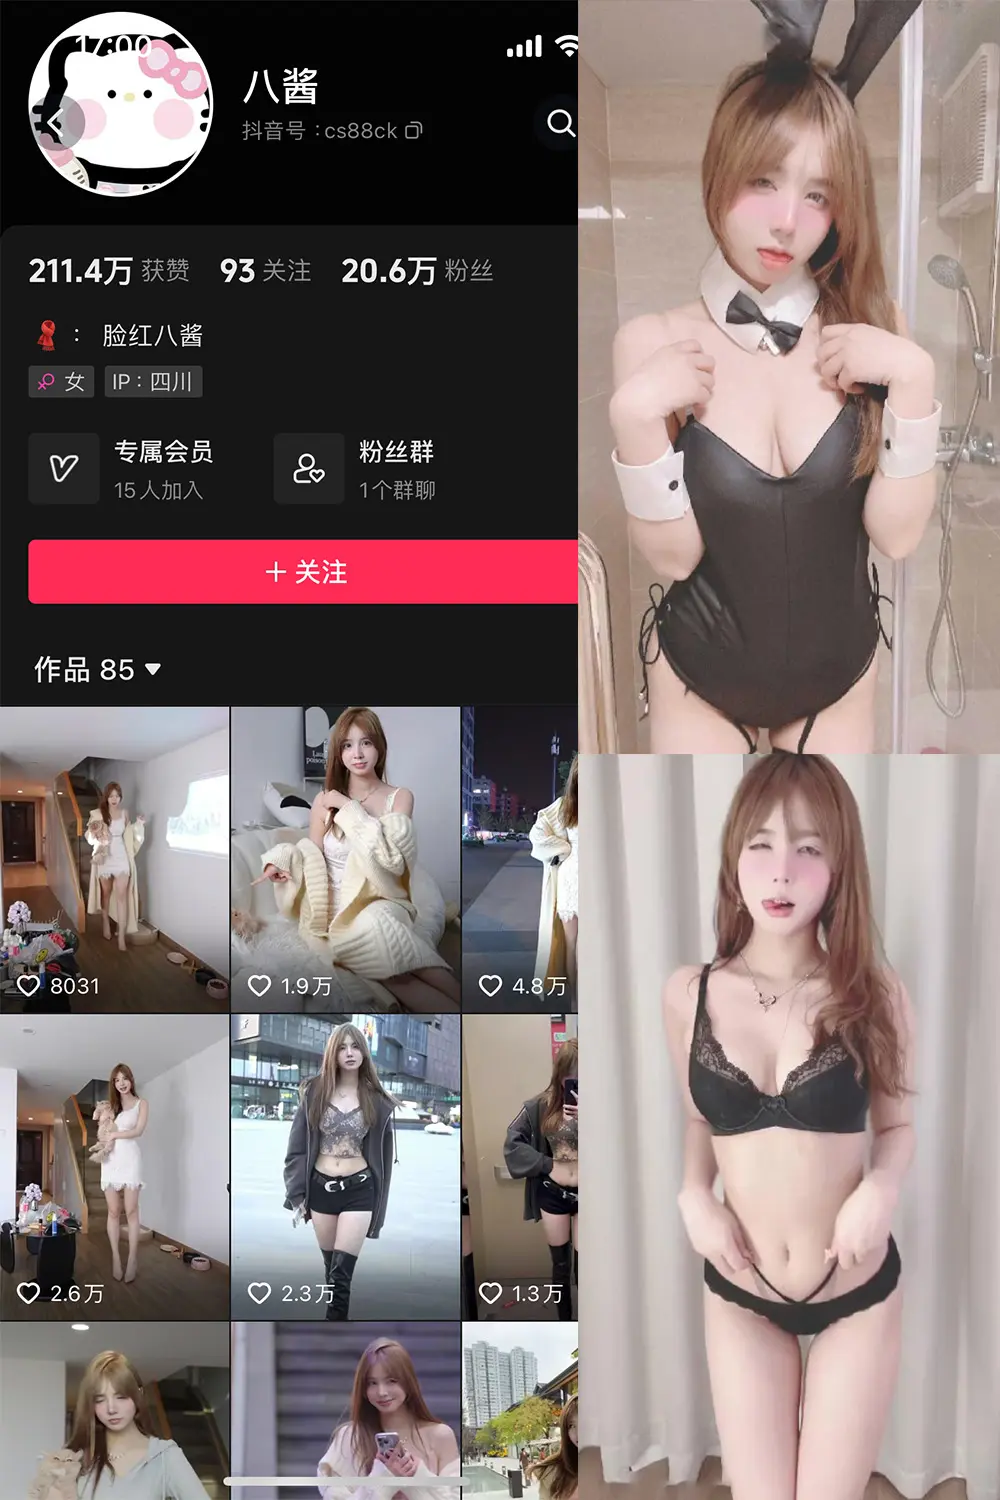 17:00
八酱
抖音号：cs88ck
211.4万 获赞 93 关注 20.6万 粉丝
： 脸红八酱
女 IP：四川
专属会员
15人加入
粉丝群
1个群聊
+ 关注
作品 85
8031
1.9万
4.8万
2.6万
2.3万
1.3万